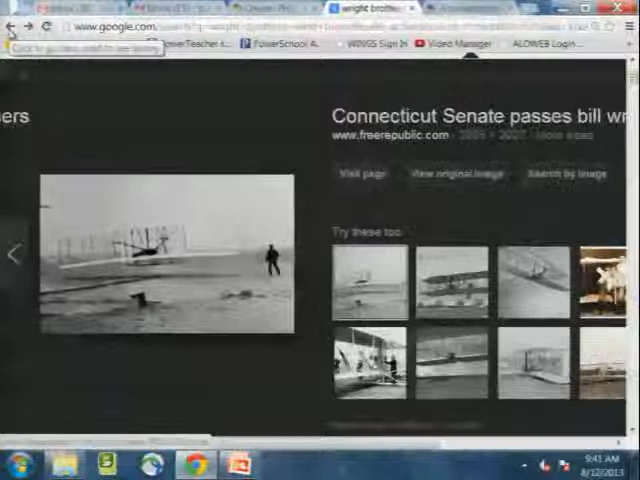 wright broth
www.google.com
PowerTeacher s...
PowerSchool A.
WINGS Sign In
Video Manager
ALOWEB Login...
ers
Connecticut Senate passes bill wr
www.freerepublic.com
Visit page
View original image
Search by image
Try these too:
9:41 AM
8/12/2013